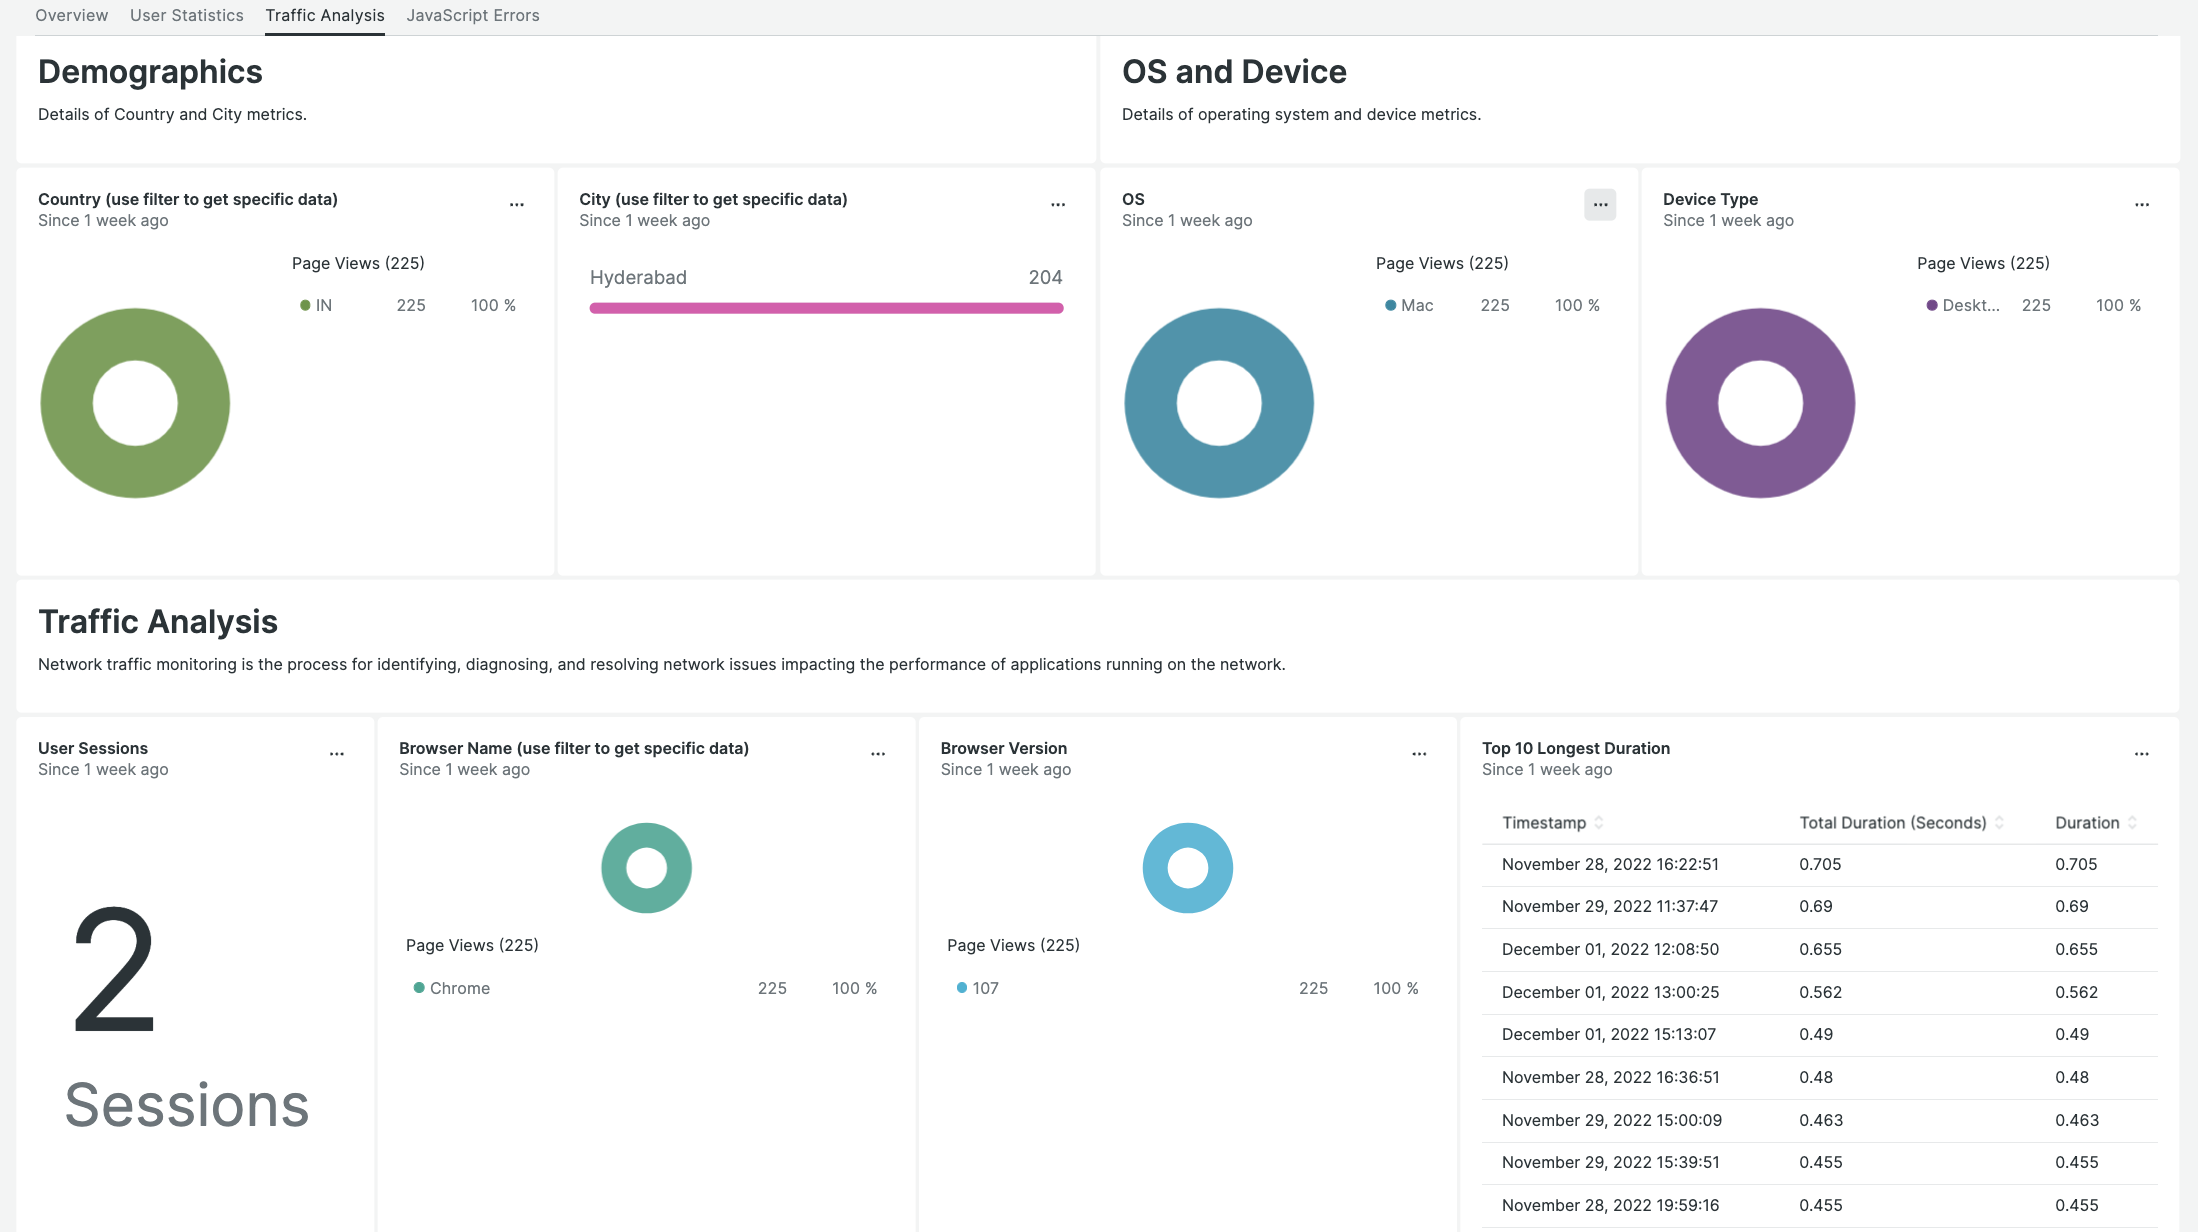 Overview User Statistics Traffic Analysis JavaScript Errors
Demographics
Details of Country and City metrics.
OS and Device
Details of operating system and device metrics.
Country (use filter to get specific data)
Since 1 week ago
Page Views (225)
IN 225 100 %
City (use filter to get specific data)
Since 1 week ago
Hyderabad 204
OS
Since 1 week ago
Page Views (225)
Mac 225 100 %
Device Type
Since 1 week ago
Page Views (225)
Deskt... 225 100 %
Traffic Analysis
Network traffic monitoring is the process for identifying, diagnosing, and resolving network issues impacting the performance of applications running on the network.
User Sessions
Since 1 week ago
2
Sessions
Browser Name (use filter to get specific data)
Since 1 week ago
Page Views (225)
Chrome 225 100 %
Browser Version
Since 1 week ago
Page Views (225)
107 225 100 %
Top 10 Longest Duration
Since 1 week ago
Timestamp Total Duration (Seconds) Duration
November 28, 2022 16:22:51 0.705 0.705
November 29, 2022 11:37:47 0.69 0.69
December 01, 2022 12:08:50 0.655 0.655
December 01, 2022 13:00:25 0.562 0.562
December 01, 2022 15:13:07 0.49 0.49
November 28, 2022 16:36:51 0.48 0.48
November 29, 2022 15:00:09 0.463 0.463
November 29, 2022 15:39:51 0.455 0.455
November 28, 2022 19:59:16 0.455 0.455